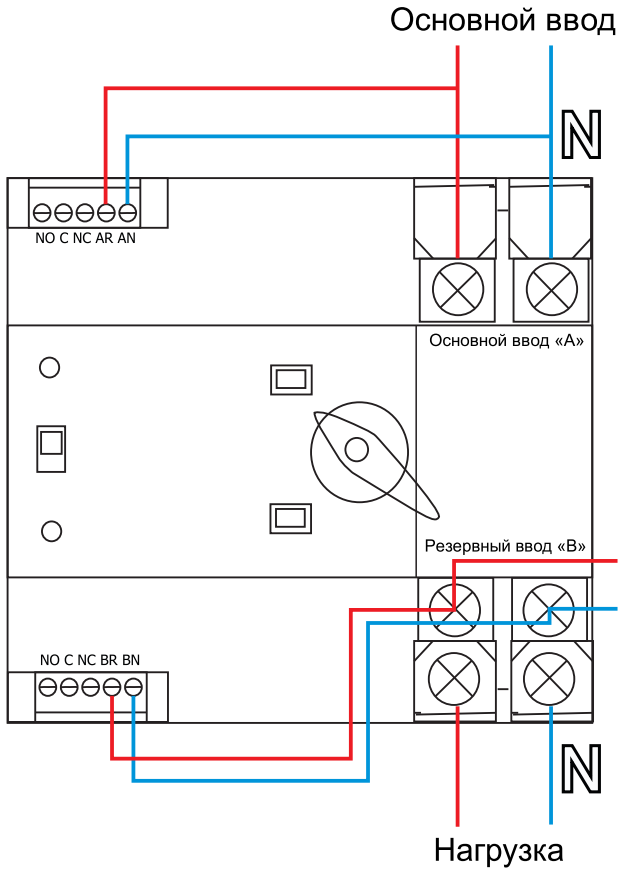 Основной ввод
N
NO C NC AR AN
Основной ввод «А»
Резервный ввод «В»
NO C NC BR BN
N
Нагрузка